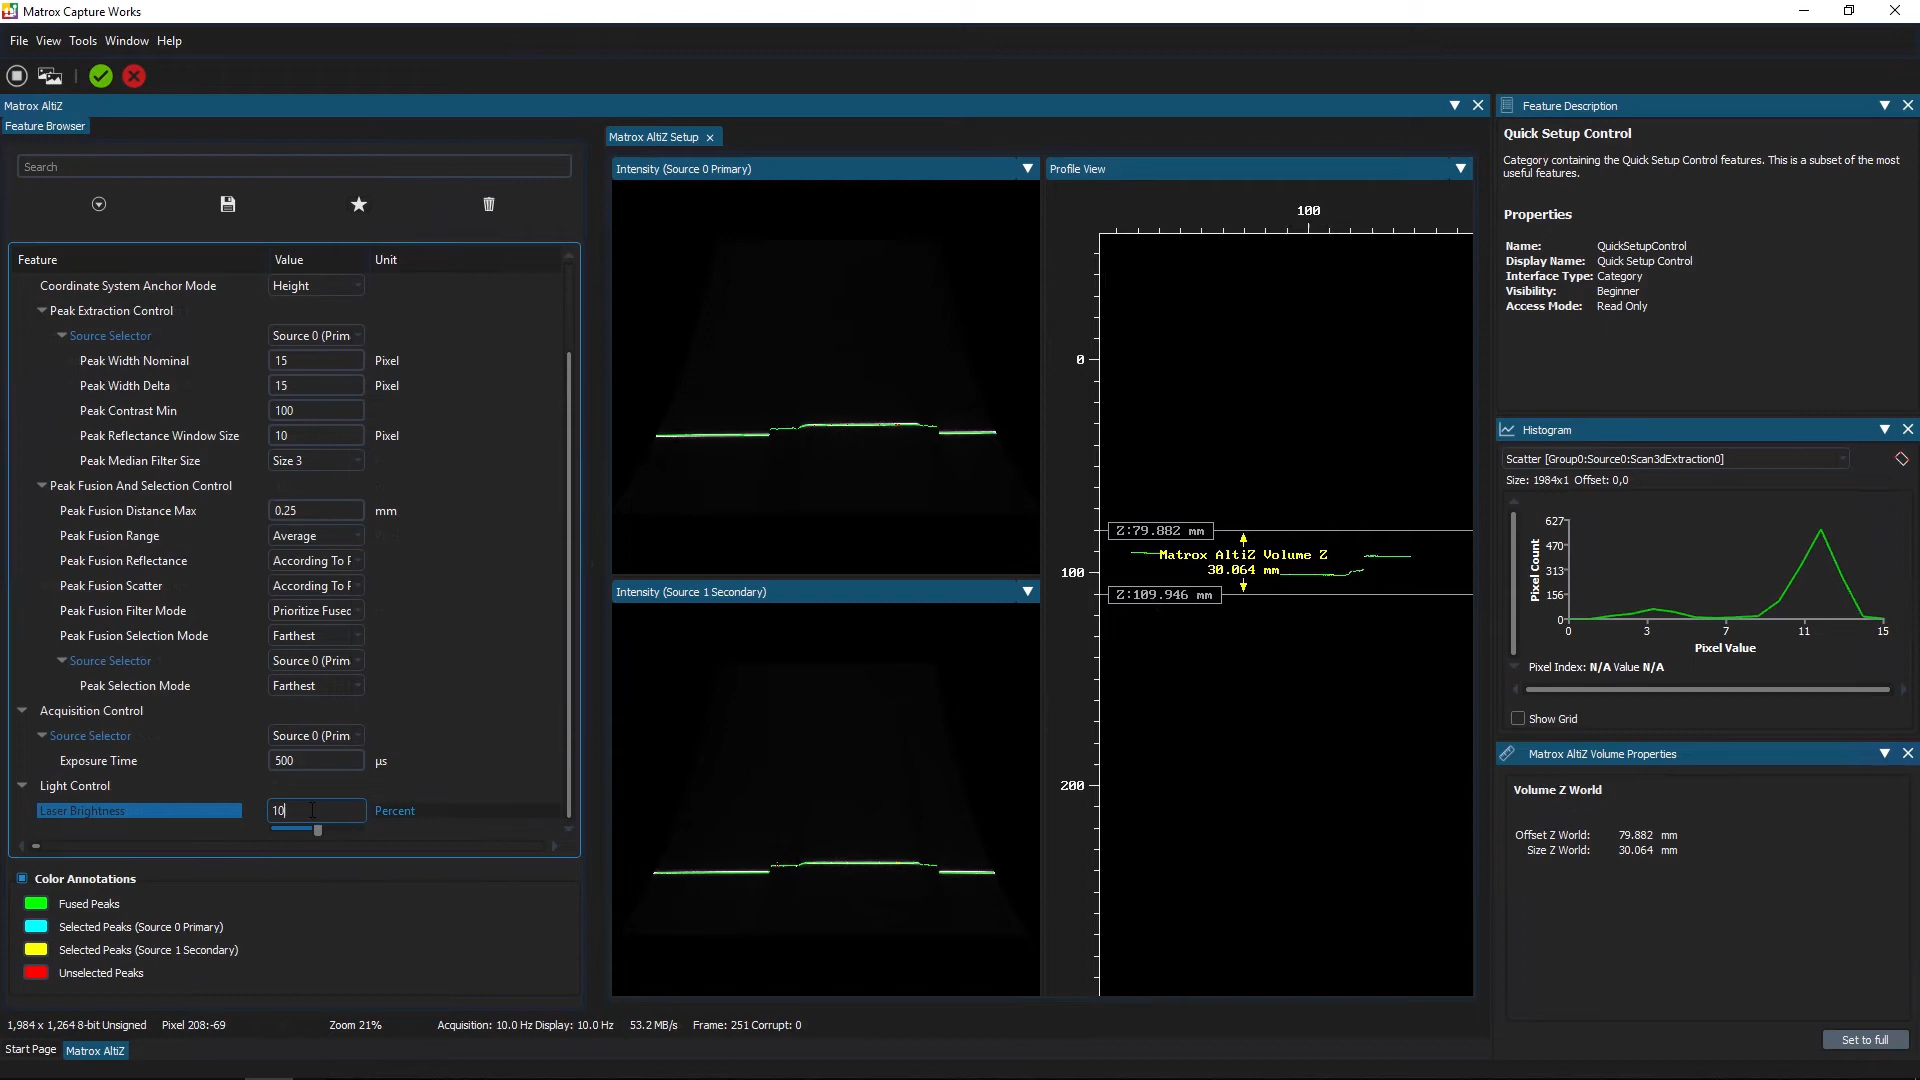 Matrox Capture Works
File View Tools Window Help
Matrox AltiZ
Feature Browser
Search
Feature Value Unit
Coordinate System Anchor Mode Height
Peak Extraction Control
Source Selector Source 0 (Prim
Peak Width Nominal 15 Pixel
Peak Width Delta 15 Pixel
Peak Contrast Min 100
Peak Reflectance Window Size 10 Pixel
Peak Median Filter Size Size 3
Peak Fusion And Selection Control
Peak Fusion Distance Max 0.25 mm
Peak Fusion Range Average
Peak Fusion Reflectance According To F
Peak Fusion Scatter According To F
Peak Fusion Filter Mode Prioritize Fusec
Peak Fusion Selection Mode Farthest
Source Selector Source 0 (Prim
Peak Selection Mode Farthest
Acquisition Control
Source Selector Source 0 (Prim
Exposure Time 500 µs
Light Control
Laser Brightness 10 Percent
Color Annotations
Fused Peaks
Selected Peaks (Source 0 Primary)
Selected Peaks (Source 1 Secondary)
Unselected Peaks
Matrox AltiZ Setup
Intensity (Source 0 Primary)
Intensity (Source 1 Secondary)
Profile View
100
0
Z:79.882 mm
Matrox AltiZ Volume Z
100
30.064 mm
Z:109.946 mm
200
Feature Description
Quick Setup Control
Category containing the Quick Setup Control features. This is a subset of the most
useful features.
Properties
Name: QuickSetupControl
Display Name: Quick Setup Control
Interface Type: Category
Visibility: Beginner
Access Mode: Read Only
Histogram
Scatter [Group0:Source0:Scan3dExtraction0]
Size: 1984x1 Offset: 0,0
Pixel Count
627
470
313
156
0
0 3 7 11 15
Pixel Value
Pixel Index: N/A Value N/A
Show Grid
Matrox AltiZ Volume Properties
Volume Z World
Offset Z World: 79.882 mm
Size Z World: 30.064 mm
Set to full
1,984 x 1,264 8-bit Unsigned Pixel 208:-69 Zoom 21% Acquisition: 10.0 Hz Display: 10.0 Hz 53.2 MB/s Frame: 251 Corrupt: 0
Start Page Matrox AltiZ